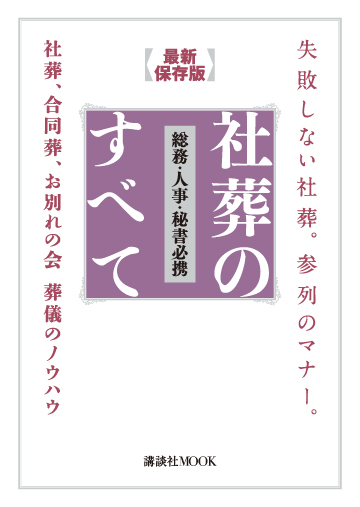 失敗しない社葬。参列のマナー。
最新
保存版
社葬の
総務・人事・秘書必携
すべて
社葬、合同葬、お別れの会 葬儀のノウハウ
講談社MOOK